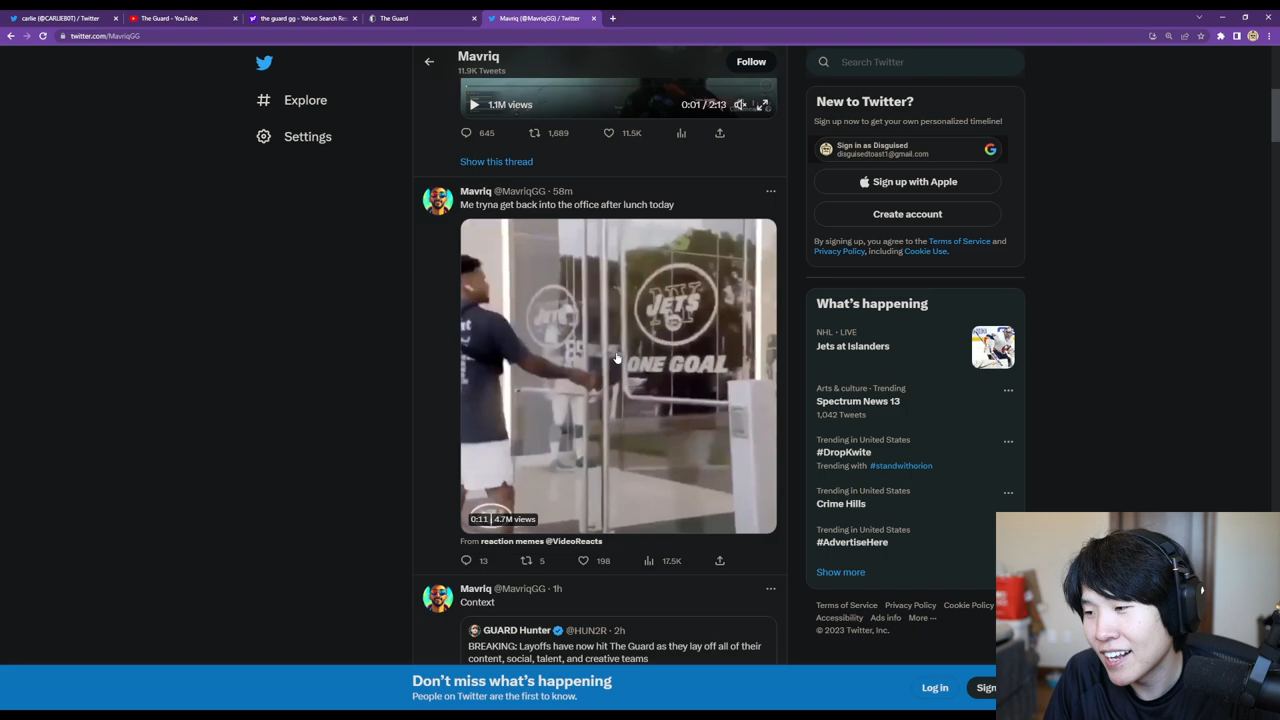 carlie (@CARLIEB0T) / Twitter
The Guard - YouTube
the guard gg - Yahoo Search Res
The Guard
Mavriq (@MavriqGG) / Twitter
twitter.com/MavriqGG
Explore
Settings
Mavriq
11.9K Tweets
Follow
1.1M views
0:01 / 2:13
645
1,689
11.5K
Show this thread
Mavriq @MavriqGG · 58m
Me tryna get back into the office after lunch today
JETS
ONE GOAL
0:11 | 4.7M views
From reaction memes @VideoReacts
13
5
198
17.5K
Mavriq @MavriqGG · 1h
Context
GUARD Hunter @HUN2R · 2h
BREAKING: Layoffs have now hit The Guard as they lay off all of their
content, social, talent, and creative teams
Search Twitter
New to Twitter?
Sign up now to get your own personalized timeline!
Sign in as Disguised
disguisedtoast1@gmail.com
Sign up with Apple
Create account
By signing up, you agree to the Terms of Service and
Privacy Policy, including Cookie Use.
What's happening
NHL · LIVE
Jets at Islanders
Arts & culture · Trending
Spectrum News 13
1,042 Tweets
Trending in United States
#DropKwite
Trending with #standwithorion
Trending in United States
Crime Hills
Trending in United States
#AdvertiseHere
Show more
Terms of Service Privacy Policy Cookie Policy
Accessibility Ads info More ···
© 2023 Twitter, Inc.
Don't miss what's happening
People on Twitter are the first to know.
Log in
Sign